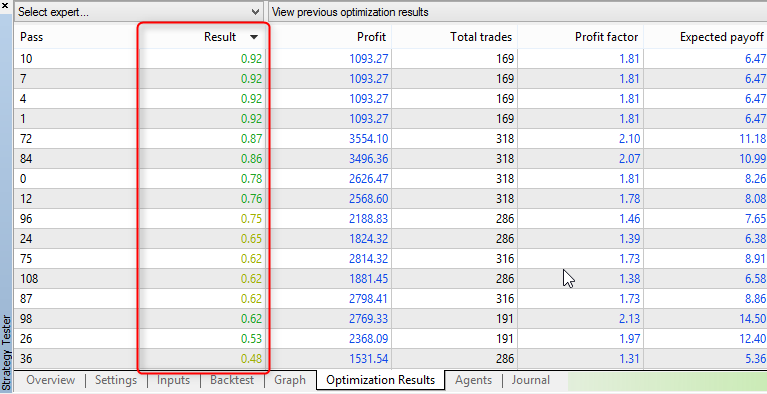 Select expert... View previous optimization results
Pass Result Profit Total trades Profit factor Expected payoff
10 0.92 1093.27 169 1.81 6.47
7 0.92 1093.27 169 1.81 6.47
4 0.92 1093.27 169 1.81 6.47
1 0.92 1093.27 169 1.81 6.47
72 0.87 3554.10 318 2.10 11.18
84 0.86 3496.36 318 2.07 10.99
0 0.78 2626.47 318 1.81 8.26
12 0.76 2568.60 318 1.78 8.08
96 0.75 2188.83 286 1.46 7.65
24 0.65 1824.32 286 1.39 6.38
75 0.62 2814.32 316 1.73 8.91
108 0.62 1881.45 286 1.38 6.58
87 0.62 2798.41 316 1.73 8.86
98 0.62 2769.33 191 2.13 14.50
26 0.53 2368.09 191 1.97 12.40
36 0.48 1531.54 286 1.31 5.36
Strategy Tester
Overview Settings Inputs Backtest Graph Optimization Results Agents Journal